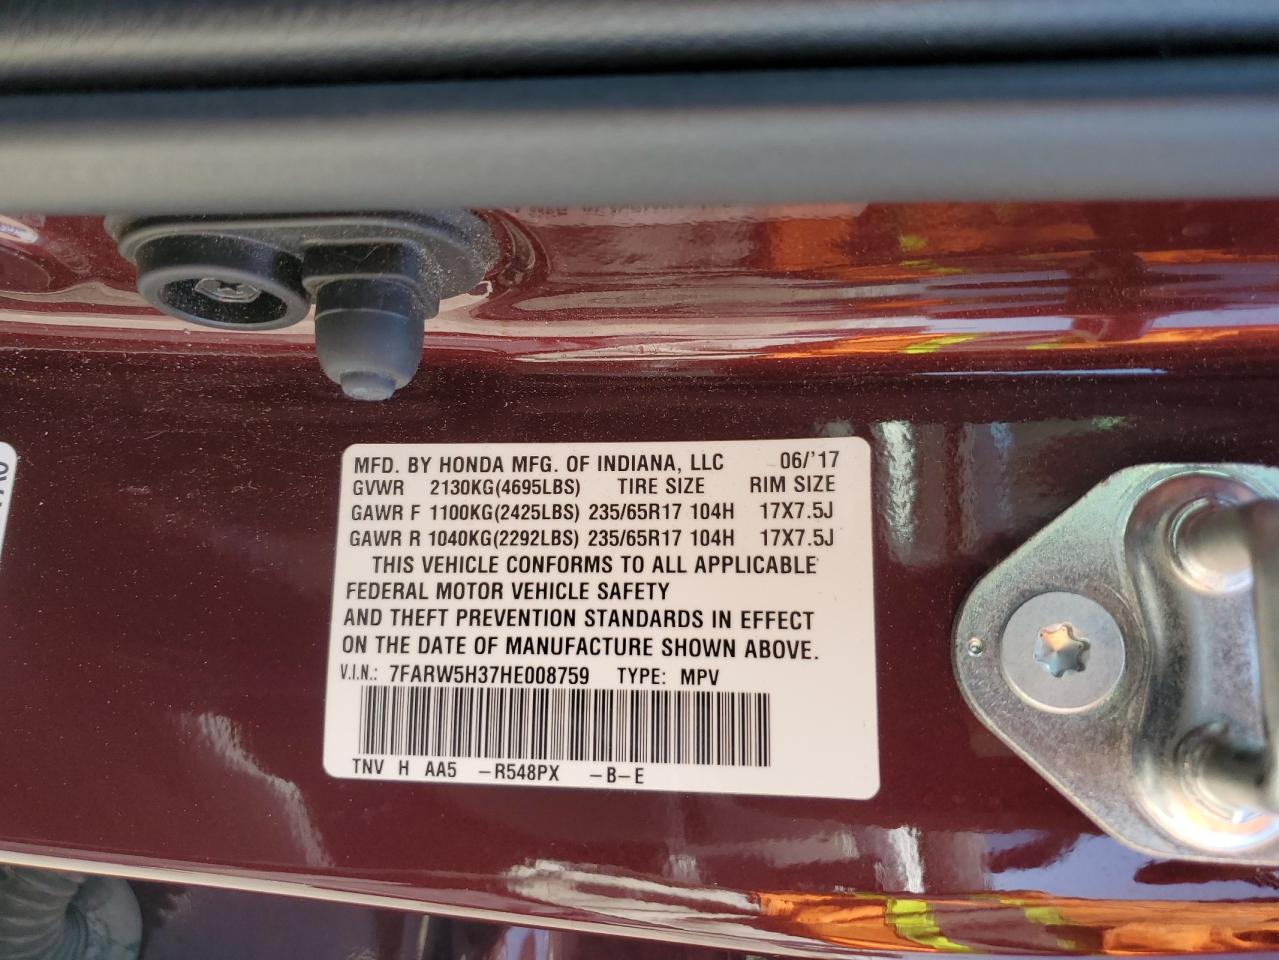 MFD. BY HONDA MFG. OF INDIANA, LLC 06/'17
GVWR 2130KG(4695LBS) TIRE SIZE RIM SIZE
GAWR F 1100KG(2425LBS) 235/65R17 104H 17X7.5J
GAWR R 1040KG(2292LBS) 235/65R17 104H 17X7.5J
THIS VEHICLE CONFORMS TO ALL APPLICABLE
FEDERAL MOTOR VEHICLE SAFETY
AND THEFT PREVENTION STANDARDS IN EFFECT
ON THE DATE OF MANUFACTURE SHOWN ABOVE.
V.I.N.: 7FARW5H37HE008759 TYPE: MPV
TNV H AA5 -R548PX -B-E